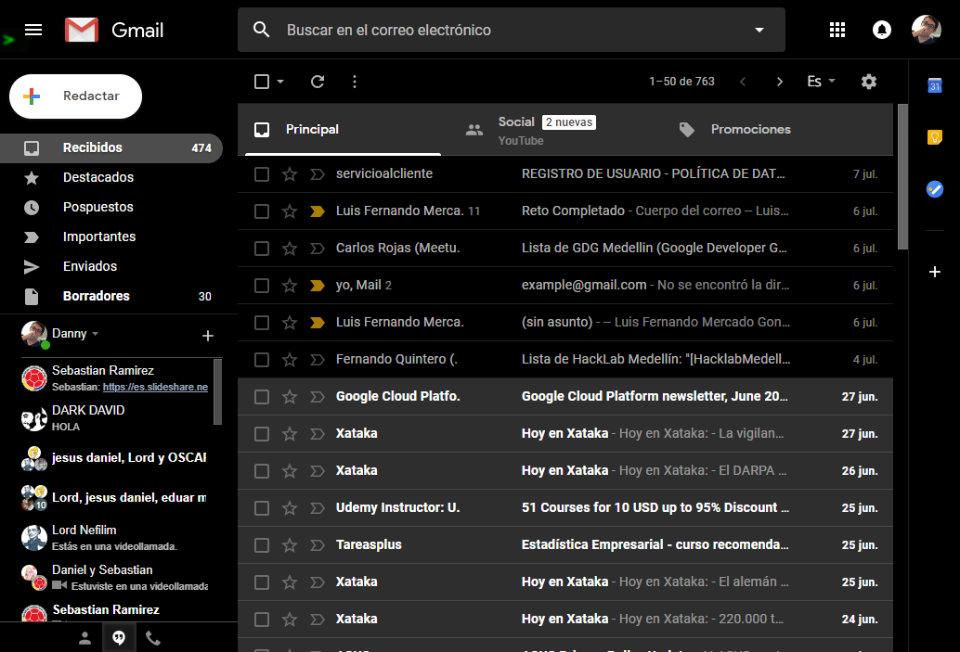 Gmail
Buscar en el correo electrónico
Redactar
1–50 de 763
Es
31
Recibidos 474
Destacados
Pospuestos
Importantes
Enviados
Borradores 30
Danny
Sebastian Ramirez
Sebastian: https://es.slideshare.ne
DARK DAVID
HOLA
jesus daniel, Lord y OSCAR
Lord, jesus daniel, eduar m
10
Lord Nefilim
Estás en una videollamada.
Daniel y Sebastian
Estuviste en una videollamada
Sebastian Ramirez
Principal
Social 2 nuevas
YouTube
Promociones
servicioalcliente REGISTRO DE USUARIO - POLÍTICA DE DAT… 7 jul.
Luis Fernando Merca. 11 Reto Completado - Cuerpo del correo -- Luis… 6 jul.
Carlos Rojas (Meetu. Lista de GDG Medellin (Google Developer G… 6 jul.
yo, Mail 2 example@gmail.com - No se encontró la dir… 6 jul.
Luis Fernando Merca. (sin asunto) - -- Luis Fernando Mercado Gon… 6 jul.
Fernando Quintero (. Lista de HackLab Medellín: "[HacklabMedell… 4 jul.
Google Cloud Platfo. Google Cloud Platform newsletter, June 20… 27 jun.
Xataka Hoy en Xataka - Hoy en Xataka: - La vigilan… 27 jun.
Xataka Hoy en Xataka - Hoy en Xataka: - El DARPA … 26 jun.
Udemy Instructor: U. 51 Courses for 10 USD up to 95% Discount … 25 jun.
Tareasplus Estadística Empresarial - curso recomenda… 25 jun.
Xataka Hoy en Xataka - Hoy en Xataka: - El alemán … 25 jun.
Xataka Hoy en Xataka - Hoy en Xataka: - 220.000 t… 24 jun.